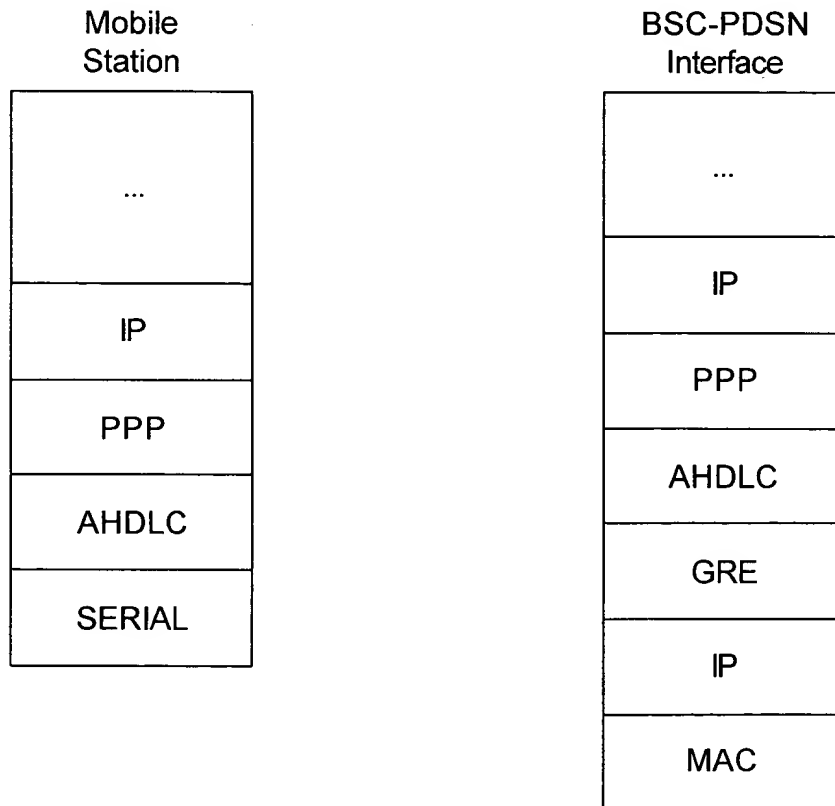 Mobile
Station
...
IP
PPP
AHDLC
SERIAL
BSC-PDSN
Interface
...
IP
PPP
AHDLC
GRE
IP
MAC